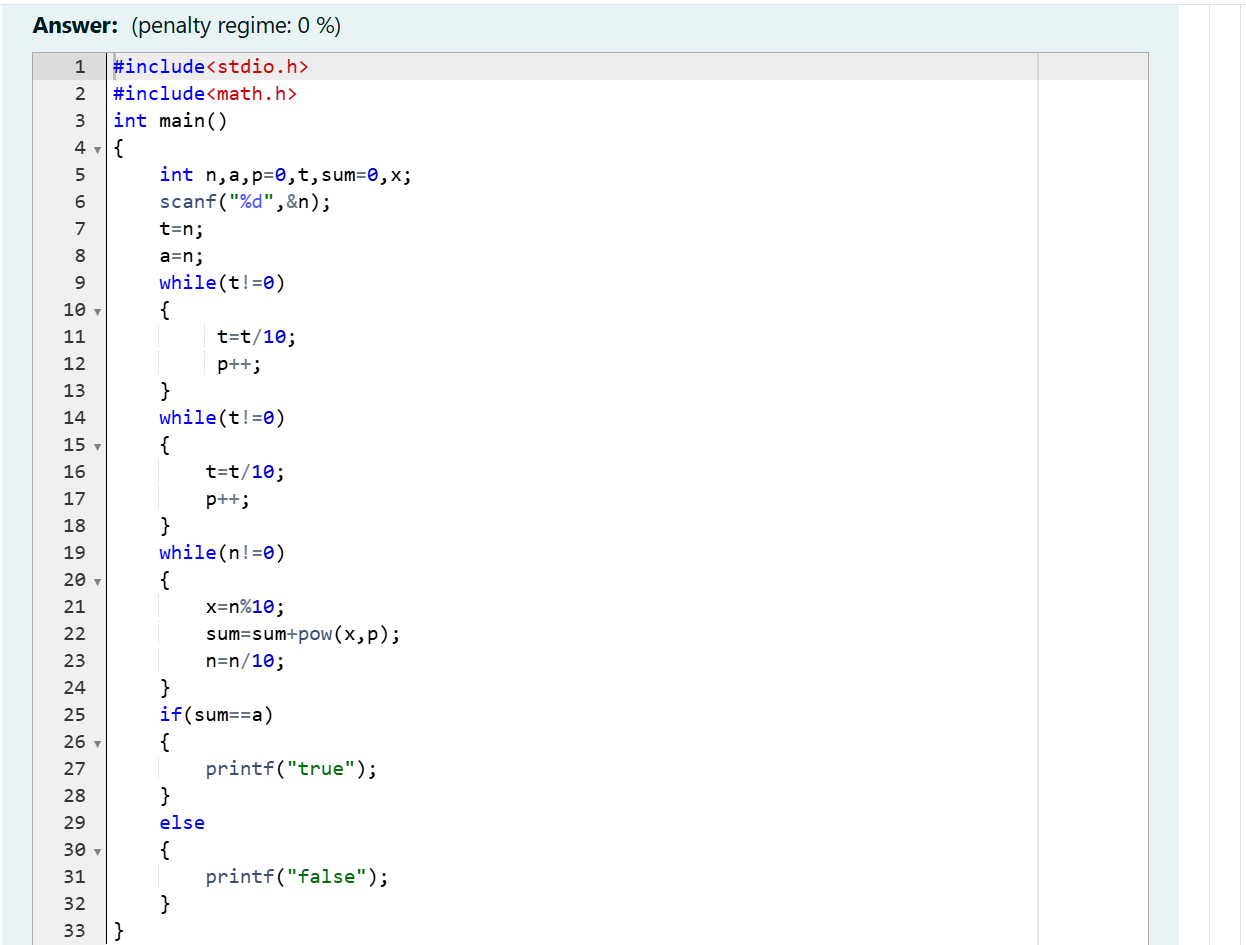 Answer: (penalty regime: 0 %)
1 #include<stdio.h>
2 #include<math.h>
3 int main()
4 {
5     int n,a,p=0,t,sum=0,x;
6     scanf("%d",&n);
7     t=n;
8     a=n;
9     while(t!=0)
10     {
11          t=t/10;
12          p++;
13     }
14     while(t!=0)
15     {
16         t=t/10;
17         p++;
18     }
19     while(n!=0)
20     {
21         x=n%10;
22         sum=sum+pow(x,p);
23         n=n/10;
24     }
25     if(sum==a)
26     {
27         printf("true");
28     }
29     else
30     {
31         printf("false");
32     }
33 }